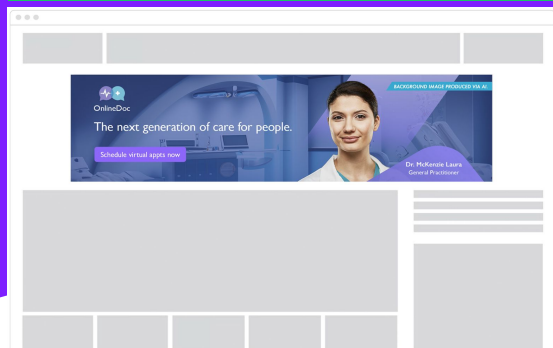 BACKGROUND IMAGE PRODUCED VIA AI
OnlineDoc
The next generation of care for people.
Schedule virtual appts now
Dr. McKenzie Laura
General Practitioner